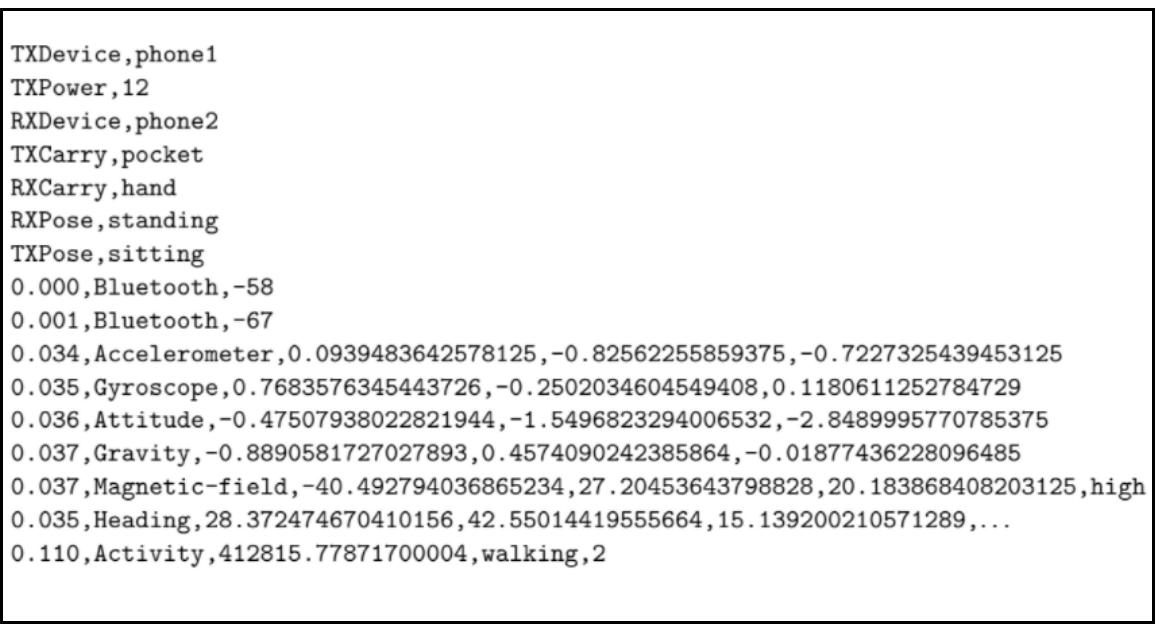 TXDevice,phone1
TXPower,12
RXDevice,phone2
TXCarry,pocket
RXCarry,hand
RXPose,standing
TXPose,sitting
0.000,Bluetooth,-58
0.001,Bluetooth,-67
0.034,Accelerometer,0.0939483642578125,-0.82562255859375,-0.7227325439453125
0.035,Gyroscope,0.7683576345443726,-0.2502034604549408,0.1180611252784729
0.036,Attitude,-0.47507938022821944,-1.5496823294006532,-2.8489995770785375
0.037,Gravity,-0.8890581727027893,0.4574090242385864,-0.01877436228096485
0.037,Magnetic-field,-40.492794036865234,27.20453643798828,20.183868408203125,high
0.035,Heading,28.372474670410156,42.55014419555664,15.139200210571289,...
0.110,Activity,412815.77871700004,walking,2